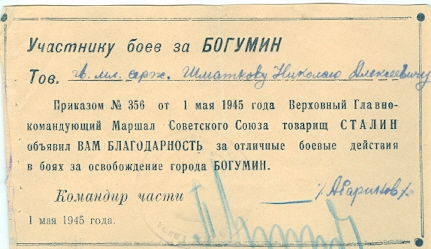 Участнику боев за БОГУМИН
Тов. гв. мл. серж. Шматкову Николаю Алексеевичу
Приказом № 356 от 1 мая 1945 года Верховный Главно-
командующий Маршал Советского Союза товарищ СТАЛИН
объявил ВАМ БЛАГОДАРНОСТЬ за отличные боевые действия
в боях за освобождение города БОГУМИН.
Командир части
1 мая 1945 года.